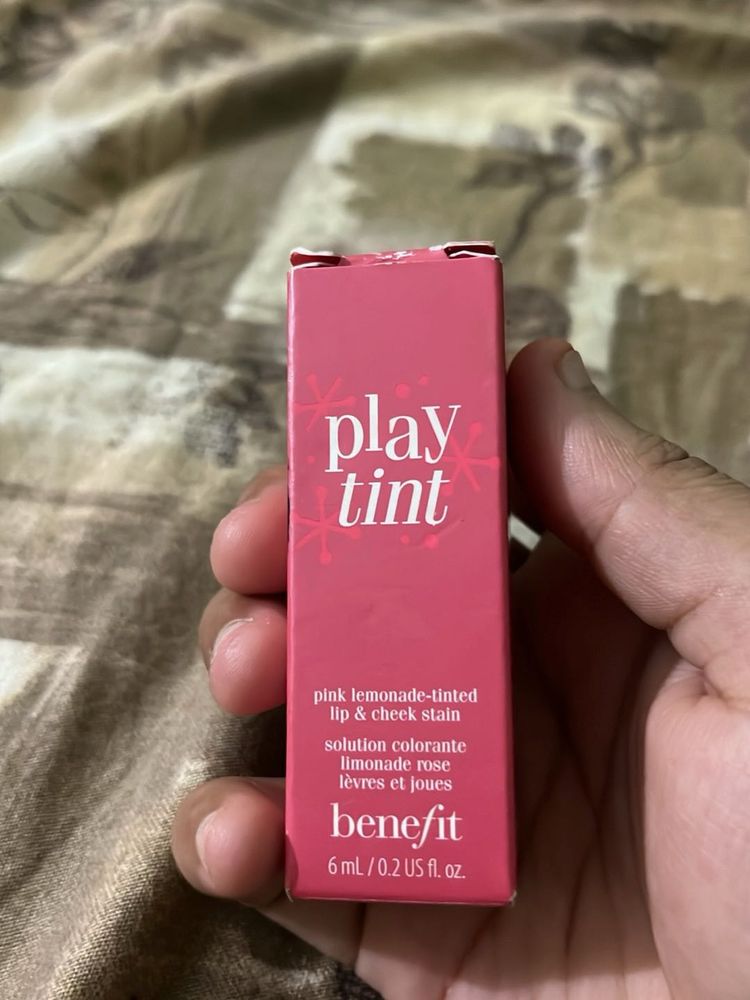 play
tint
pink lemonade-tinted
lip & cheek stain
solution colorante
limonade rose
lèvres et joues
benefit
6 mL / 0.2 US fl. oz.